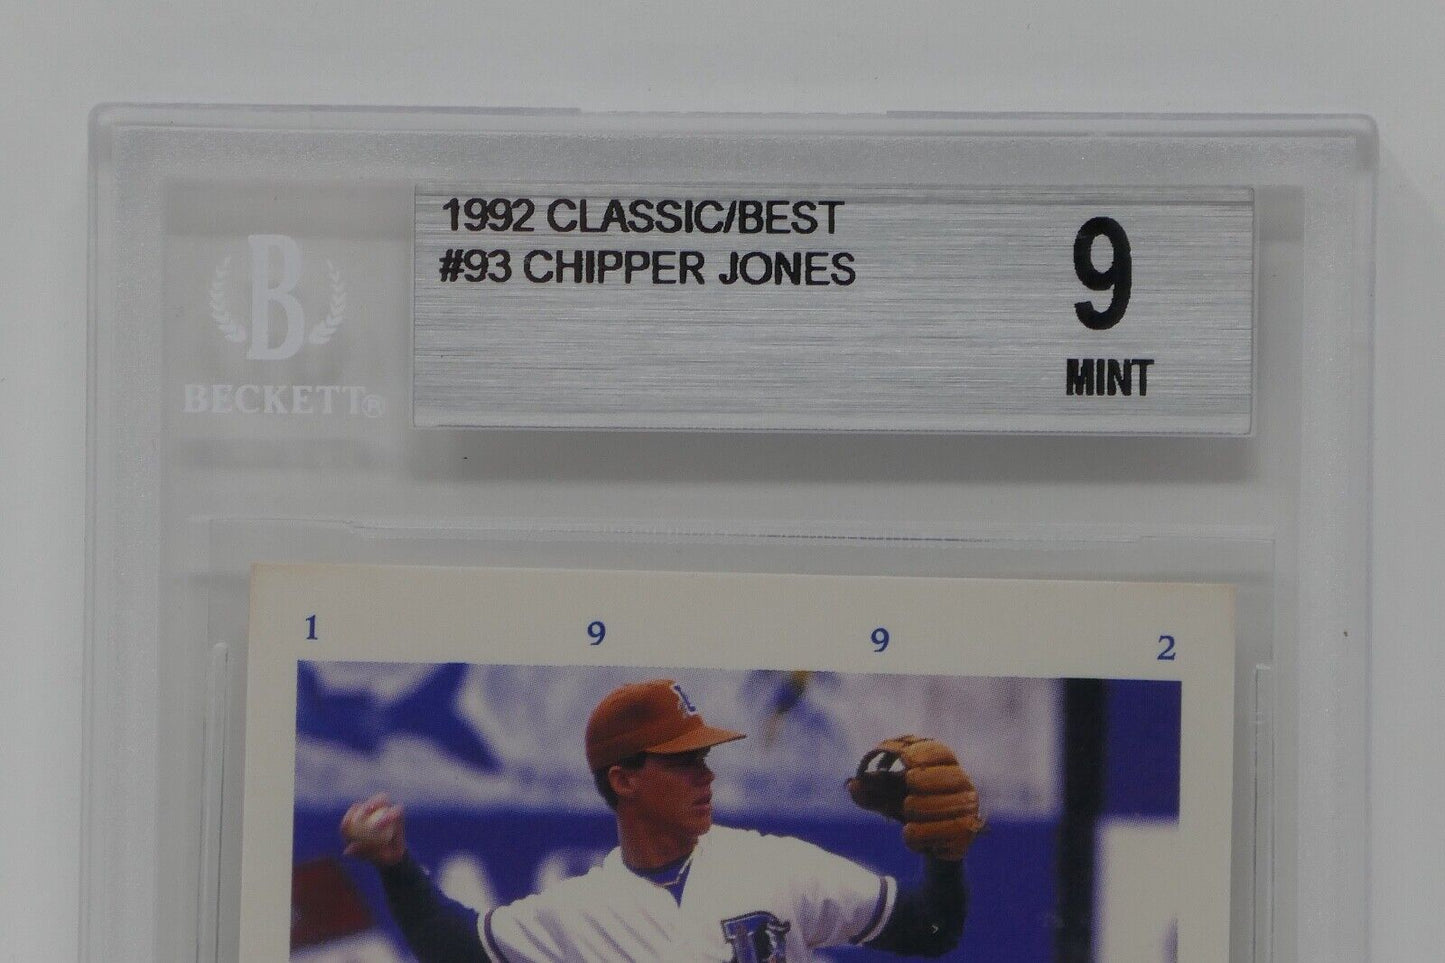 1992 CLASSIC/BEST
#93 CHIPPER JONES
9
MINT
B
BECKETT®
1 9 9 2
D